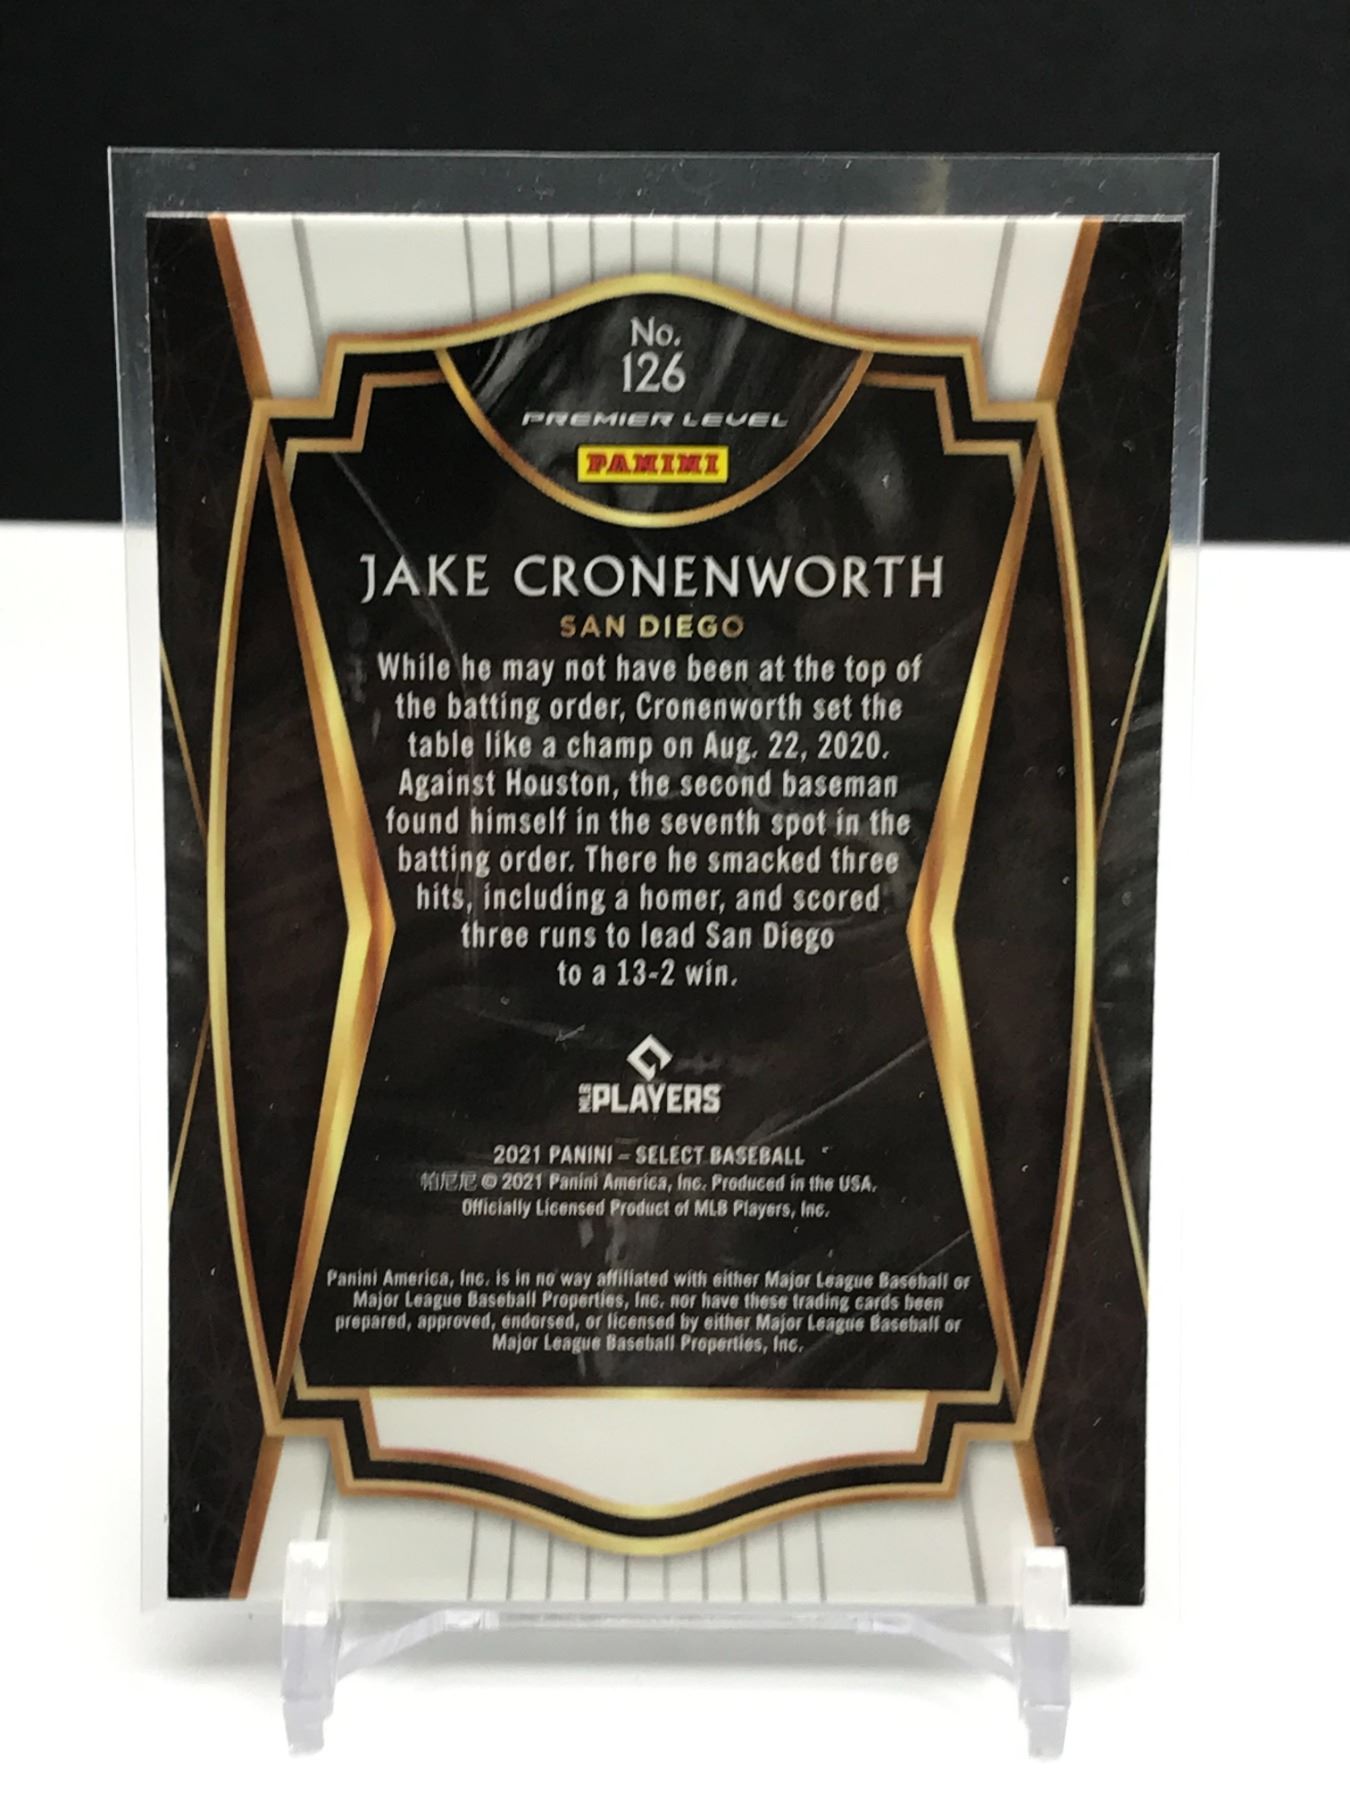 No.
126
PREMIER LEVEL
PANINI
JAKE CRONENWORTH
SAN DIEGO
While he may not have been at the top of
the batting order, Cronenworth set the
table like a champ on Aug. 22, 2020.
Against Houston, the second baseman
found himself in the seventh spot in the
batting order. There he smacked three
hits, including a homer, and scored
three runs to lead San Diego
to a 13-2 win.
MLB PLAYERS
2021 PANINI – SELECT BASEBALL
帕尼尼 © 2021 Panini America, Inc. Produced in the USA.
Officially Licensed Product of MLB Players, Inc.
Panini America, Inc. is in no way affiliated with either Major League Baseball or
Major League Baseball Properties, Inc. nor have these trading cards been
prepared, approved, endorsed, or licensed by either Major League Baseball or
Major League Baseball Properties, Inc.